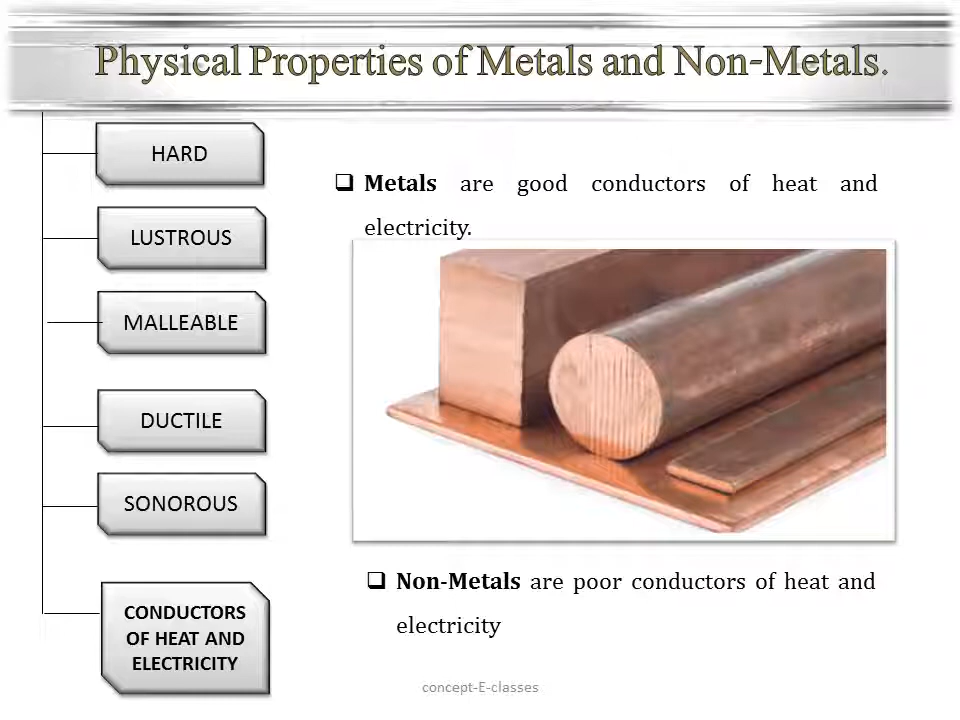 Physical Properties of Metals and Non-Metals.
HARD
LUSTROUS
MALLEABLE
DUCTILE
SONOROUS
CONDUCTORS
OF HEAT AND
ELECTRICITY
❑ Metals are good conductors of heat and
electricity.
❑ Non-Metals are poor conductors of heat and
electricity
concept-E-classes